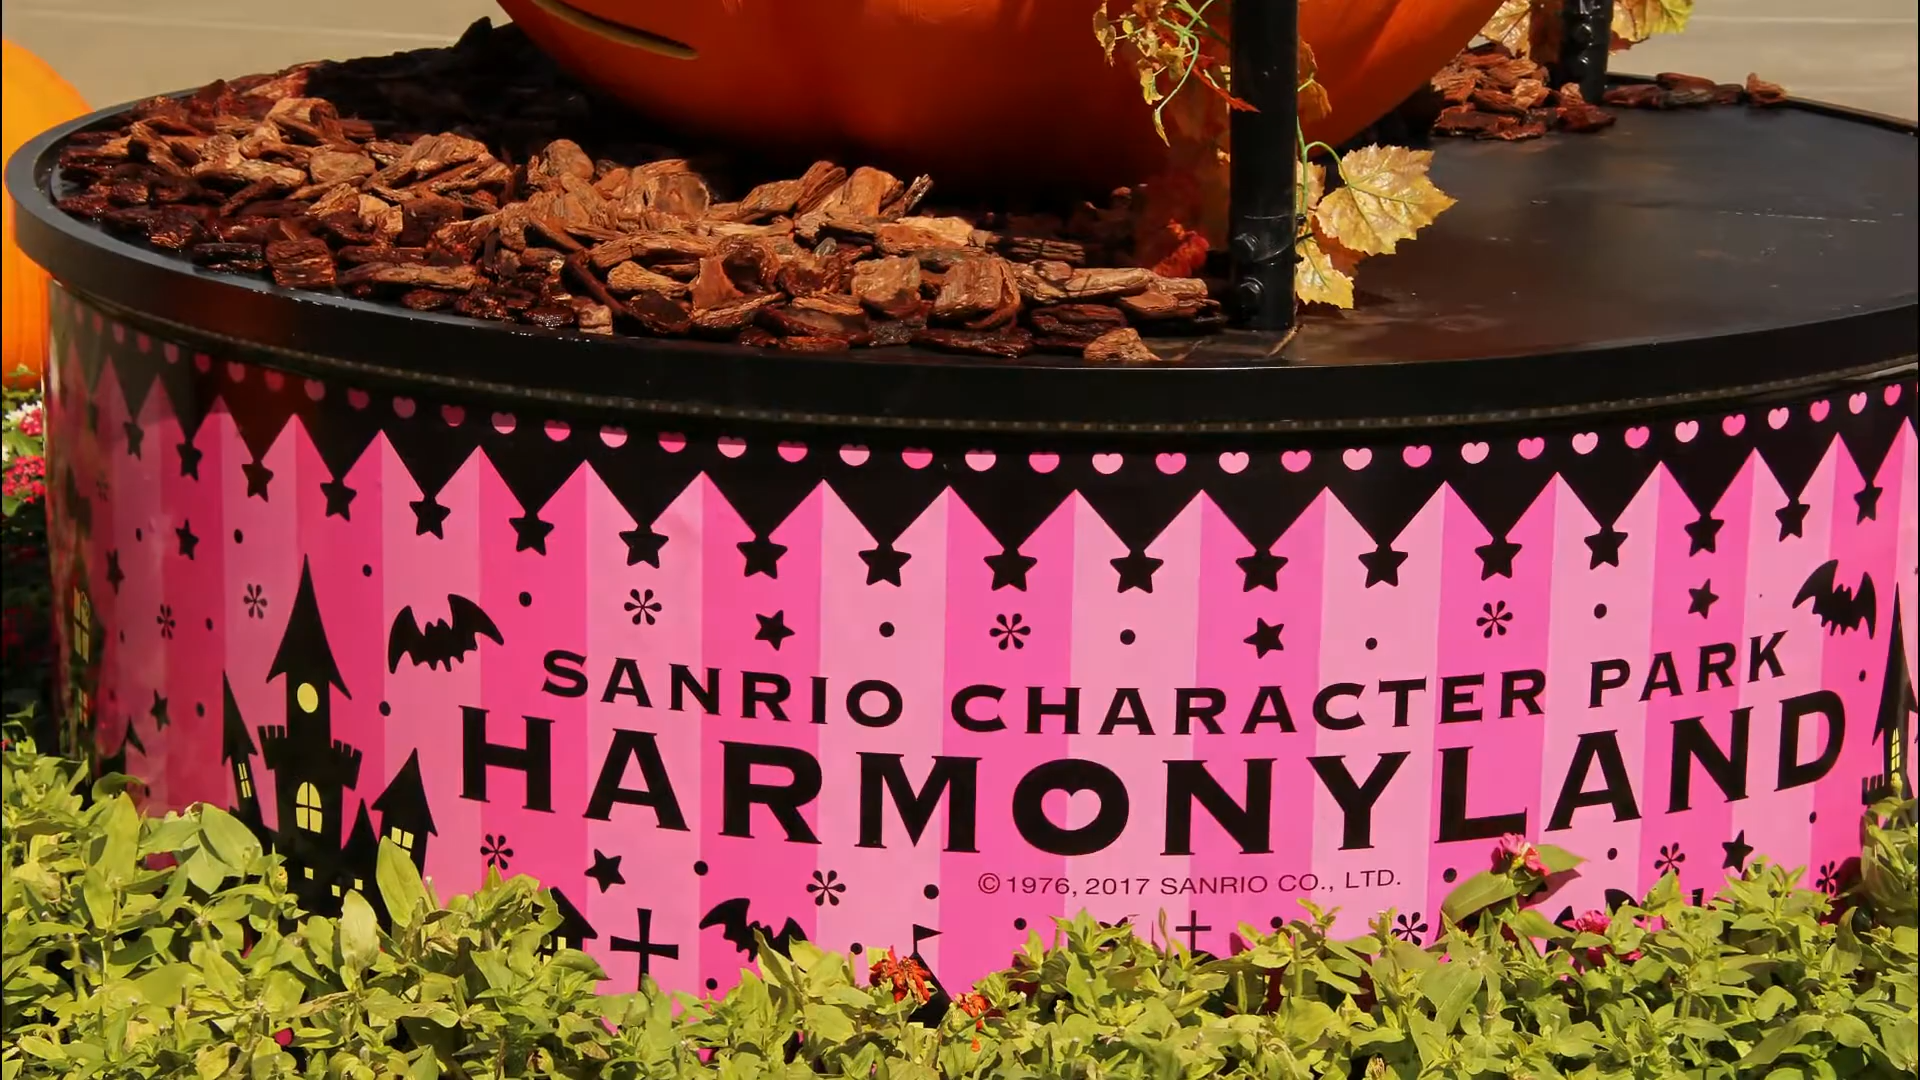 SANRIO CHARACTER PARK
HARMONYLAND
©1976, 2017 SANRIO CO., LTD.